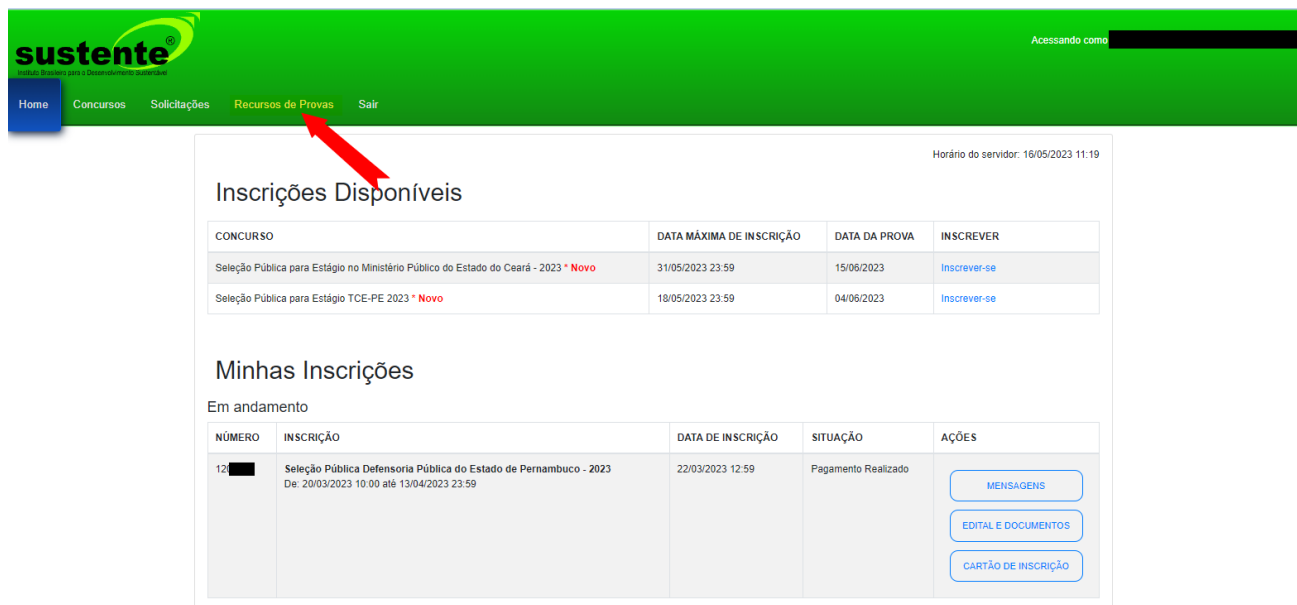 sustente®
Instituto Brasileiro para o Desenvolvimento Sustentável
Acessando como
Home Concursos Solicitações Recursos de Provas Sair
Horário do servidor: 16/05/2023 11:19
Inscrições Disponíveis
CONCURSO DATA MÁXIMA DE INSCRIÇÃO DATA DA PROVA INSCREVER
Seleção Pública para Estágio no Ministério Público do Estado do Ceará - 2023 * Novo 31/05/2023 23:59 15/06/2023 Inscrever-se
Seleção Pública para Estágio TCE-PE 2023 * Novo 18/05/2023 23:59 04/06/2023 Inscrever-se
Minhas Inscrições
Em andamento
NÚMERO INSCRIÇÃO DATA DE INSCRIÇÃO SITUAÇÃO AÇÕES
120 Seleção Pública Defensoria Pública do Estado de Pernambuco - 2023 22/03/2023 12:59 Pagamento Realizado
De: 20/03/2023 10:00 até 13/04/2023 23:59
MENSAGENS
EDITAL E DOCUMENTOS
CARTÃO DE INSCRIÇÃO